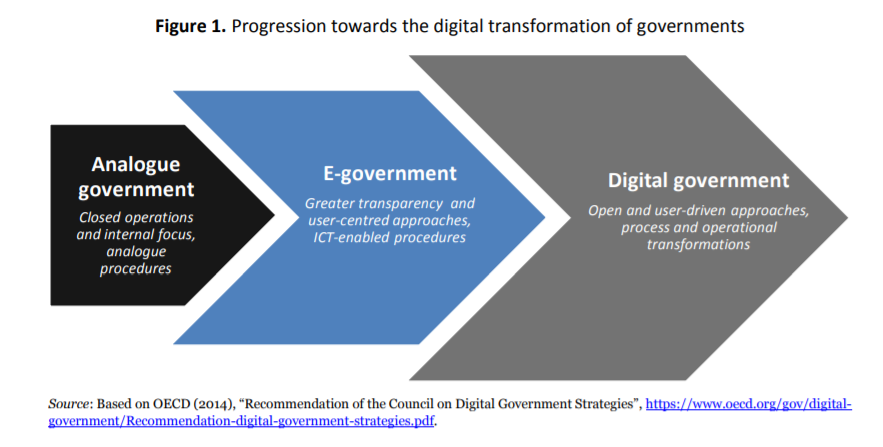 Figure 1. Progression towards the digital transformation of governments
Analogue
government
Closed operations
and internal focus,
analogue
procedures
E-government
Greater transparency and
user-centred approaches,
ICT-enabled procedures
Digital government
Open and user-driven approaches,
process and operational
transformations
Source: Based on OECD (2014), “Recommendation of the Council on Digital Government Strategies”, https://www.oecd.org/gov/digital-
government/Recommendation-digital-government-strategies.pdf.